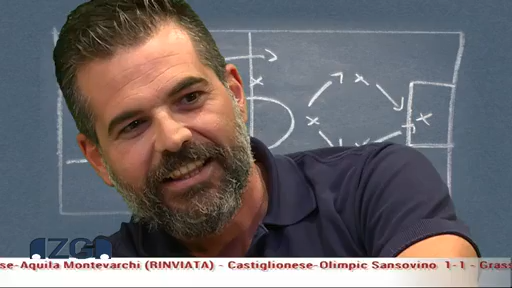 ZG
se-Aquila Montevarchi (RINVIATA) - Castiglionese-Olimpic Sansovino 1-1 - Grass